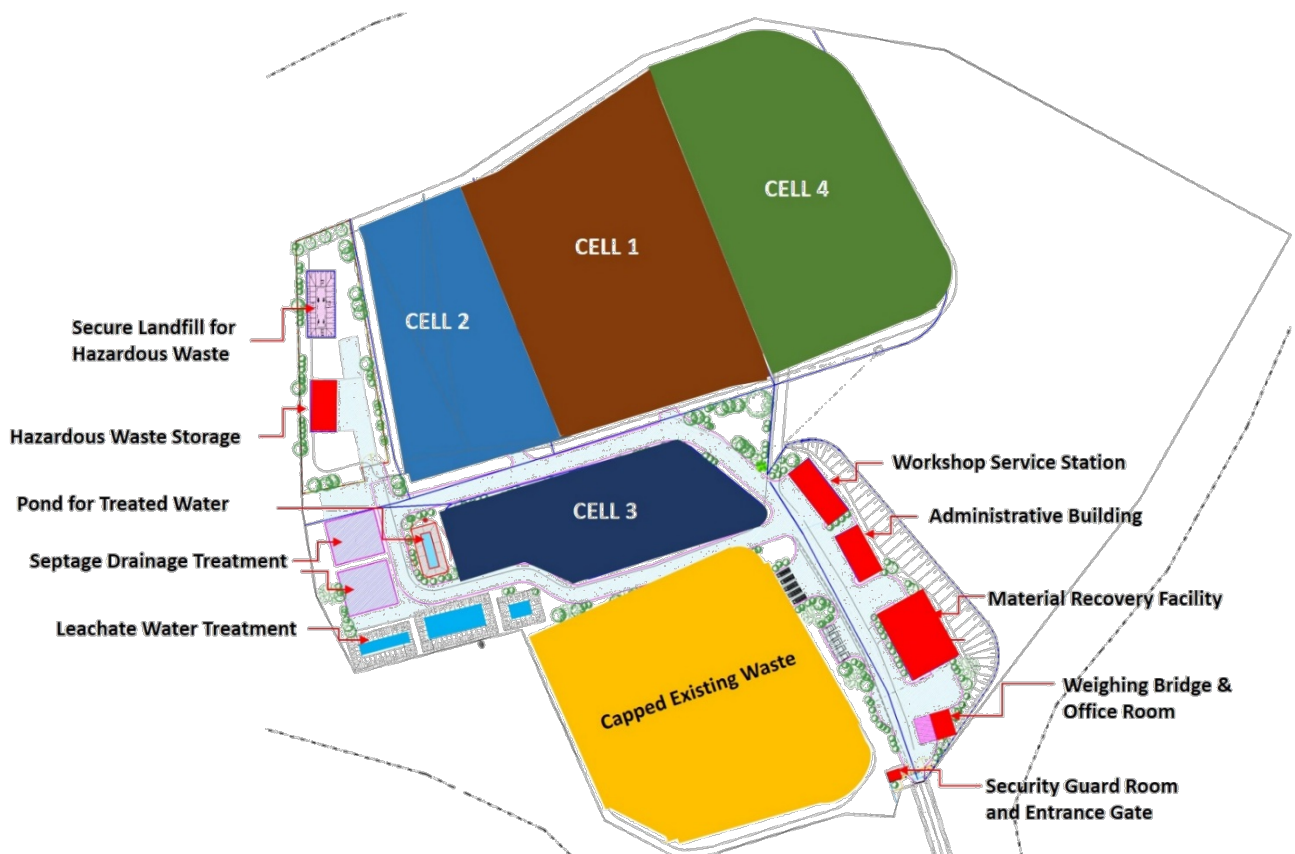 CELL 4
CELL 1
CELL 2
Secure Landfill for
Hazardous Waste
Hazardous Waste Storage
Workshop Service Station
Pond for Treated Water
CELL 3
Administrative Building
Septage Drainage Treatment
Material Recovery Facility
Leachate Water Treatment
Capped Existing Waste
Weighing Bridge &
Office Room
Security Guard Room
and Entrance Gate